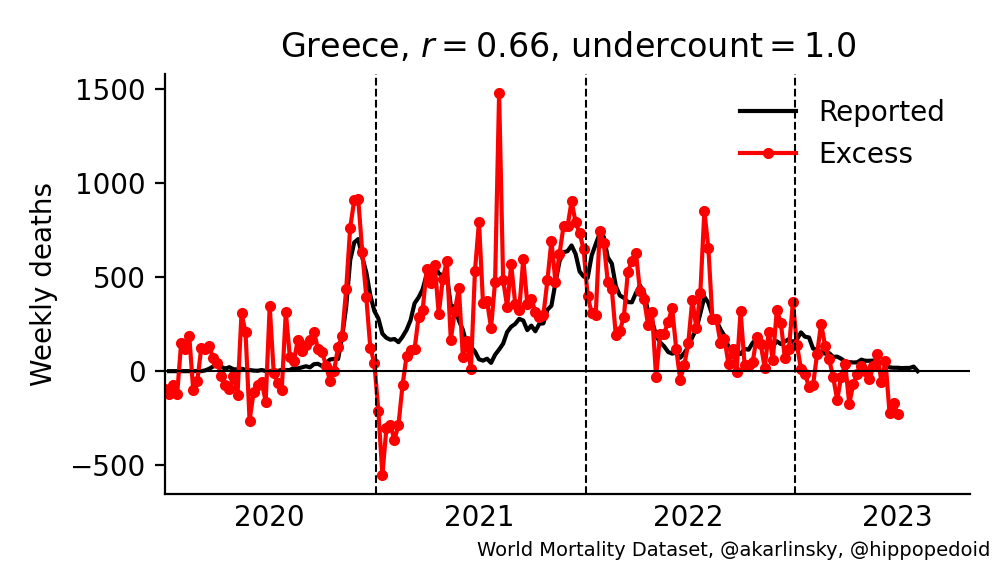 Greece, r = 0.66, undercount = 1.0
1500
1000
500
0
−500
Weekly deaths
Reported
Excess
2020 2021 2022 2023
World Mortality Dataset, @akarlinsky, @hippopedoid